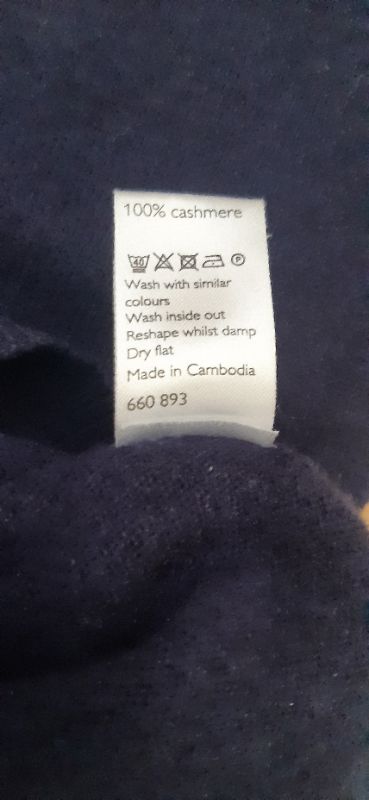 100% cashmere
40 P
Wash with similar
colours
Wash inside out
Reshape whilst damp
Dry flat
Made in Cambodia
660 893